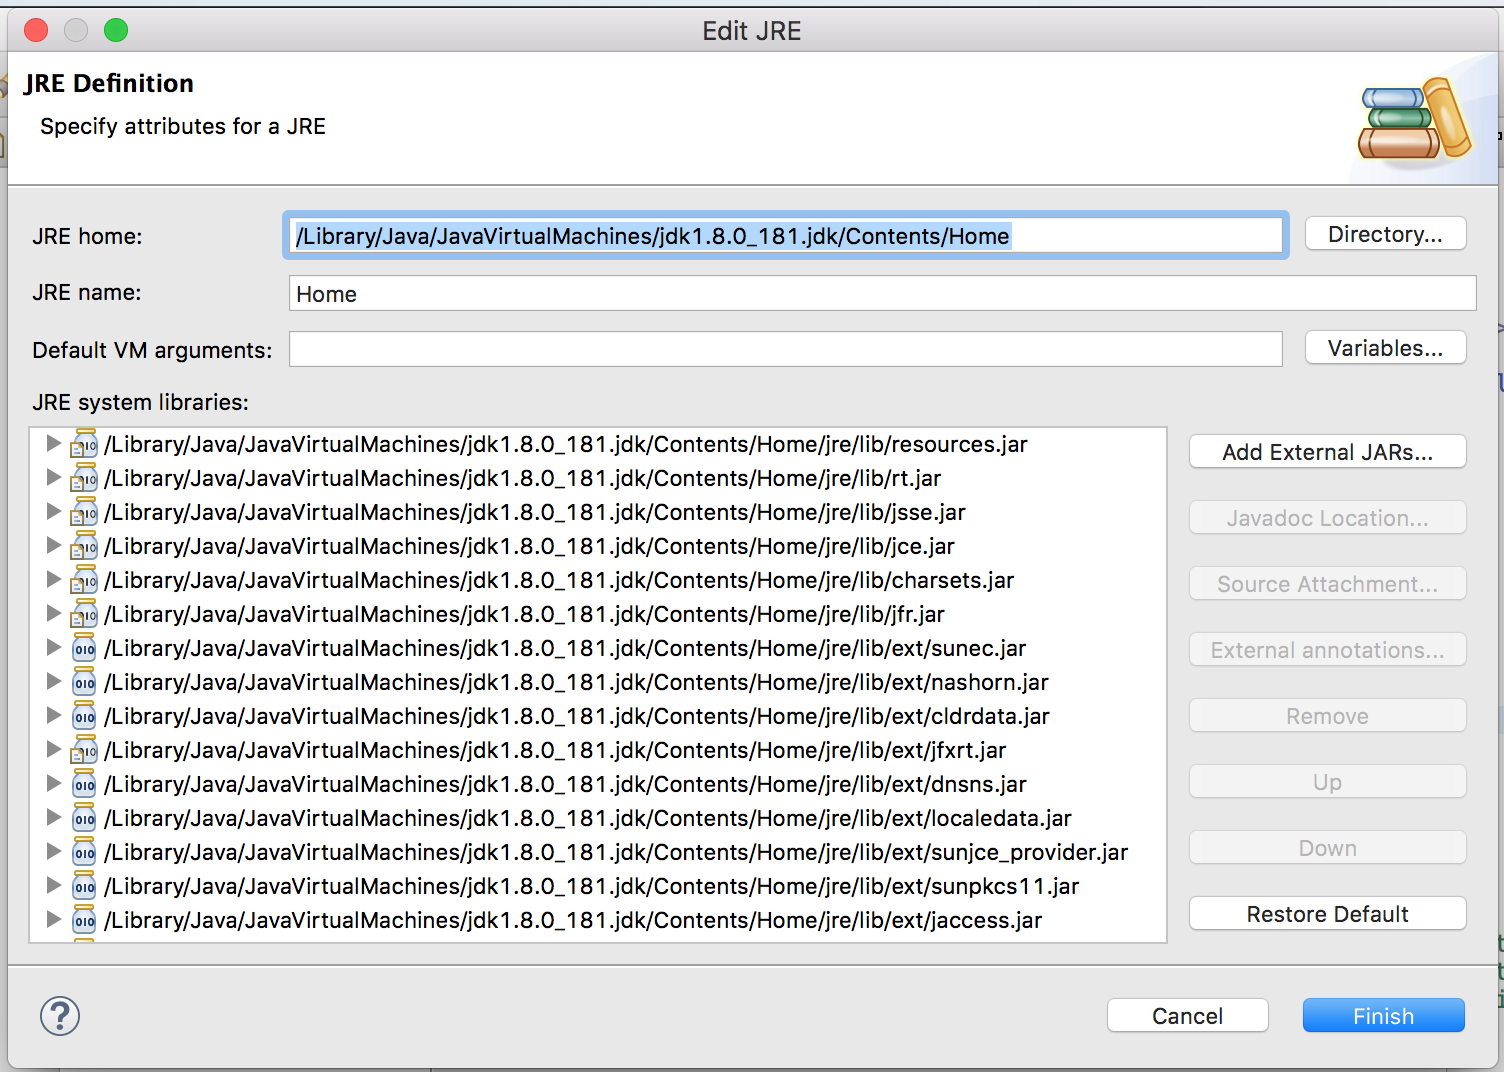 Edit JRE
JRE Definition
Specify attributes for a JRE
JRE home: /Library/Java/JavaVirtualMachines/jdk1.8.0_181.jdk/Contents/Home Directory...
JRE name: Home
Default VM arguments: Variables...
JRE system libraries:
/Library/Java/JavaVirtualMachines/jdk1.8.0_181.jdk/Contents/Home/jre/lib/resources.jar
/Library/Java/JavaVirtualMachines/jdk1.8.0_181.jdk/Contents/Home/jre/lib/rt.jar
/Library/Java/JavaVirtualMachines/jdk1.8.0_181.jdk/Contents/Home/jre/lib/jsse.jar
/Library/Java/JavaVirtualMachines/jdk1.8.0_181.jdk/Contents/Home/jre/lib/jce.jar
/Library/Java/JavaVirtualMachines/jdk1.8.0_181.jdk/Contents/Home/jre/lib/charsets.jar
/Library/Java/JavaVirtualMachines/jdk1.8.0_181.jdk/Contents/Home/jre/lib/jfr.jar
/Library/Java/JavaVirtualMachines/jdk1.8.0_181.jdk/Contents/Home/jre/lib/ext/sunec.jar
/Library/Java/JavaVirtualMachines/jdk1.8.0_181.jdk/Contents/Home/jre/lib/ext/nashorn.jar
/Library/Java/JavaVirtualMachines/jdk1.8.0_181.jdk/Contents/Home/jre/lib/ext/cldrdata.jar
/Library/Java/JavaVirtualMachines/jdk1.8.0_181.jdk/Contents/Home/jre/lib/ext/jfxrt.jar
/Library/Java/JavaVirtualMachines/jdk1.8.0_181.jdk/Contents/Home/jre/lib/ext/dnsns.jar
/Library/Java/JavaVirtualMachines/jdk1.8.0_181.jdk/Contents/Home/jre/lib/ext/localedata.jar
/Library/Java/JavaVirtualMachines/jdk1.8.0_181.jdk/Contents/Home/jre/lib/ext/sunjce_provider.jar
/Library/Java/JavaVirtualMachines/jdk1.8.0_181.jdk/Contents/Home/jre/lib/ext/sunpkcs11.jar
/Library/Java/JavaVirtualMachines/jdk1.8.0_181.jdk/Contents/Home/jre/lib/ext/jaccess.jar
Add External JARs...
Javadoc Location...
Source Attachment...
External annotations...
Remove
Up
Down
Restore Default
?
Cancel
Finish